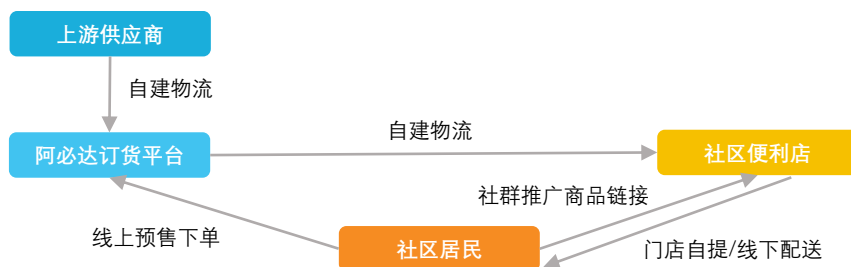 上游供应商
自建物流
自建物流
阿必达订货平台
社区便利店
社群推广商品链接
线上预售下单
社区居民
门店自提/线下配送